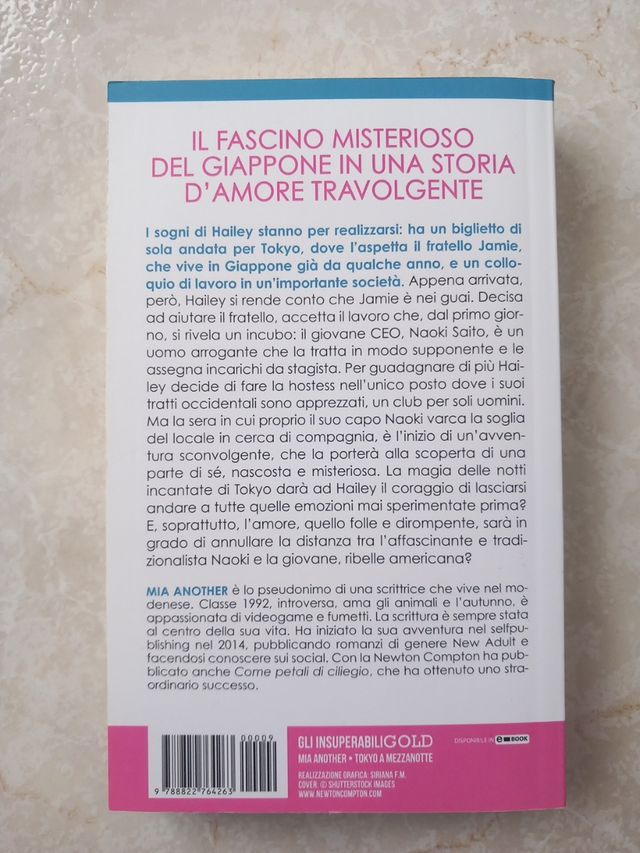 IL FASCINO MISTERIOSO
DEL GIAPPONE IN UNA STORIA
D'AMORE TRAVOLGENTE
I sogni di Hailey stanno per realizzarsi: ha un biglietto di
sola andata per Tokyo, dove l'aspetta il fratello Jamie,
che vive in Giappone già da qualche anno, e un collo-
quio di lavoro in un'importante società. Appena arrivata,
però, Hailey si rende conto che Jamie è nei guai. Decisa
ad aiutare il fratello, accetta il lavoro che, dal primo gior-
no, si rivela un incubo: il giovane CEO, Naoki Saito, è un
uomo arrogante che la tratta in modo supponente e le
assegna incarichi da stagista. Per guadagnare di più Hai-
ley decide di fare la hostess nell'unico posto dove i suoi
tratti occidentali sono apprezzati, un club per soli uomini.
Ma la sera in cui proprio il suo capo Naoki varca la soglia
del locale in cerca di compagnia, è l'inizio di un'avven-
tura sconvolgente, che la porterà alla scoperta di una
parte di sé, nascosta e misteriosa. La magia delle notti
incantate di Tokyo darà ad Hailey il coraggio di lasciarsi
andare a tutte quelle emozioni mai sperimentate prima?
E, soprattutto, l'amore, quello folle e dirompente, sarà in
grado di annullare la distanza tra l'affascinante e tradi-
zionalista Naoki e la giovane, ribelle americana?
MIA ANOTHER è lo pseudonimo di una scrittrice che vive nel mo-
denese. Classe 1992, introversa, ama gli animali e l'autunno, è
appassionata di videogame e fumetti. La scrittura è sempre stata
al centro della sua vita. Ha iniziato la sua avventura nel selfpu-
blishing nel 2014, pubblicando romanzi di genere New Adult e
facendosi conoscere sui social. Con la Newton Compton ha pu-
blicato anche Come petali di ciliegio, che ha ottenuto uno stra-
ordinario successo.
00009
9 788822 764263
GLI INSUPERABILI GOLD
MIA ANOTHER • TOKYO A MEZZANOTTE
REALIZZAZIONE GRAFICA: SIRIANA F.M.
COVER: © SHUTTERSTOCK IMAGES
WWW.NEWTONCOMPTON.COM
DISPONIBILE IN e BOOK